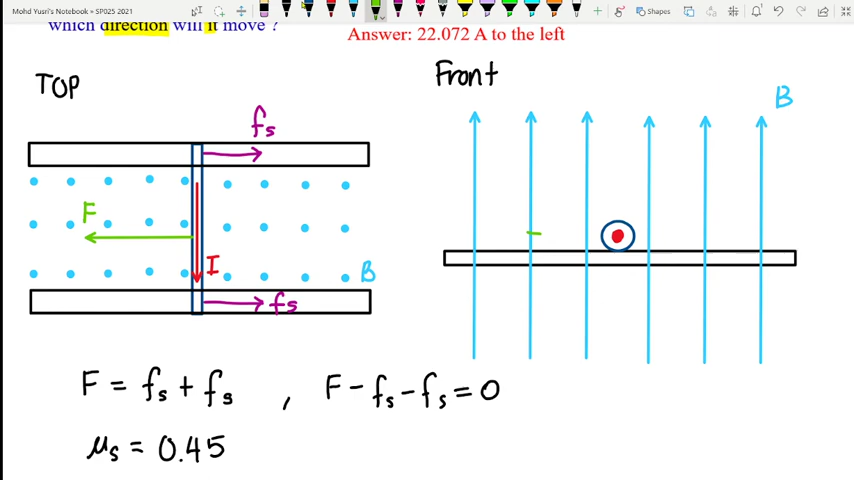 Mohd Yusri's Notebook » SP025 2021
Shapes
which direction will it move ?
Answer: 22.072 A to the left
TOP
Front
B
fs
F
I
B
fs
F = fs + fs , F - fs - fs = 0
μs = 0.45